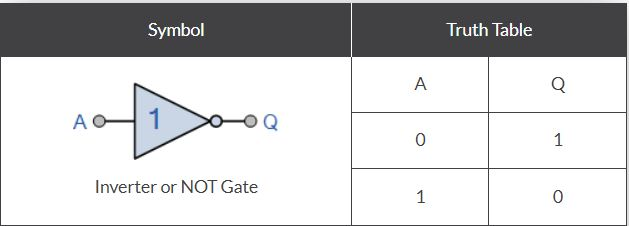 Symbol Truth Table
A Q
A 1 Q
0 1
Inverter or NOT Gate
1 0